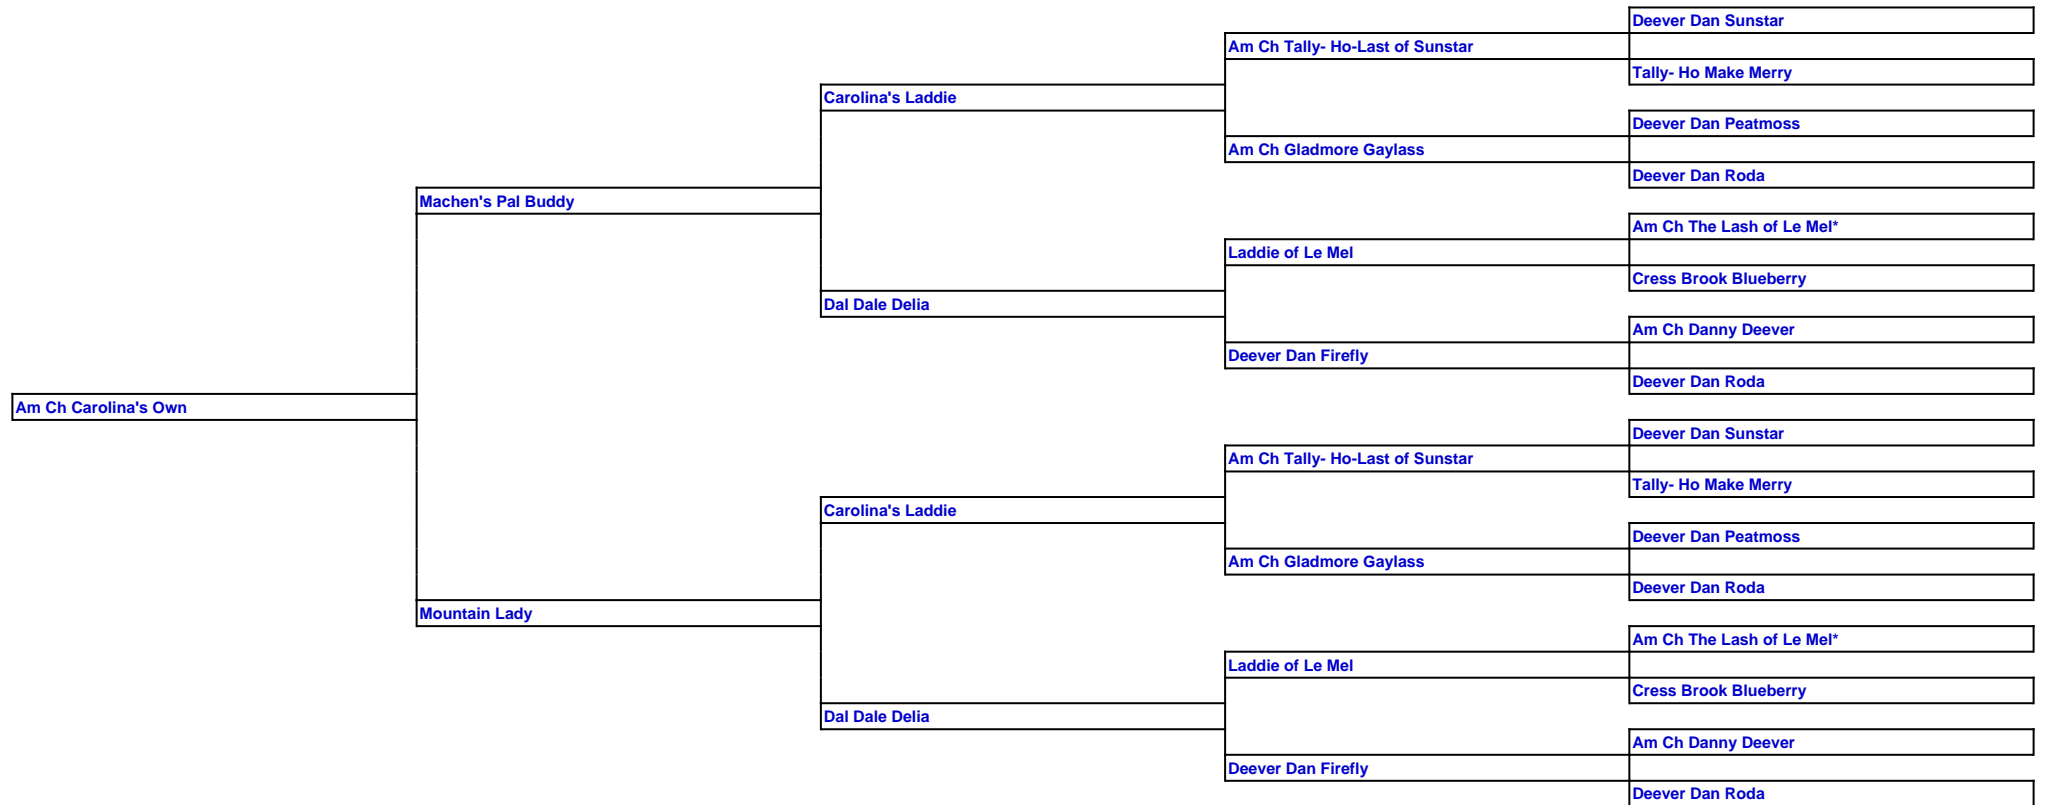 Deever Dan Sunstar
Am Ch Tally- Ho-Last of Sunstar
Tally- Ho Make Merry
Carolina's Laddie
Deever Dan Peatmoss
Am Ch Gladmore Gaylass
Deever Dan Roda
Machen's Pal Buddy
Am Ch The Lash of Le Mel*
Laddie of Le Mel
Cress Brook Blueberry
Dal Dale Delia
Am Ch Danny Deever
Deever Dan Firefly
Deever Dan Roda
Am Ch Carolina's Own
Deever Dan Sunstar
Am Ch Tally- Ho-Last of Sunstar
Tally- Ho Make Merry
Carolina's Laddie
Deever Dan Peatmoss
Am Ch Gladmore Gaylass
Deever Dan Roda
Mountain Lady
Am Ch The Lash of Le Mel*
Laddie of Le Mel
Cress Brook Blueberry
Dal Dale Delia
Am Ch Danny Deever
Deever Dan Firefly
Deever Dan Roda